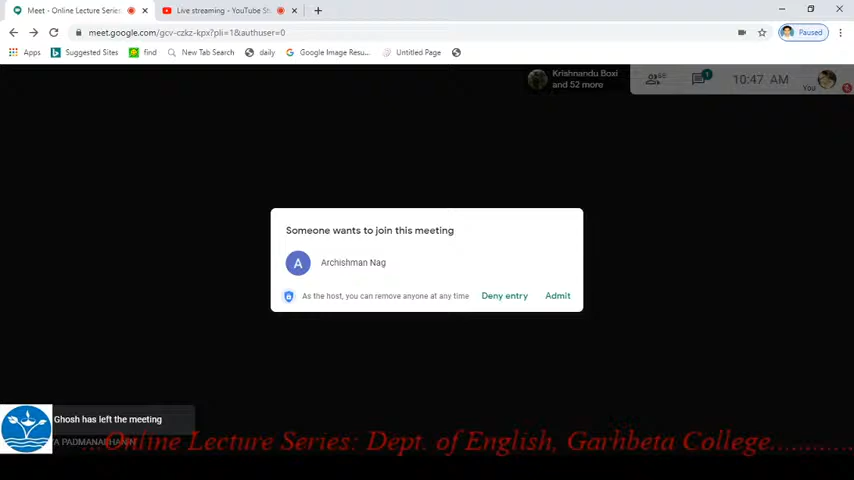 Meet - Online Lecture Series:
Live streaming - YouTube St
meet.google.com/gcv-czkz-kpx?pli=1&authuser=0
Paused
Apps
Suggested Sites
find
New Tab Search
daily
Google Image Resu...
Untitled Page
Krishnandu Boxi
and 52 more
1
10:47 AM
You
Someone wants to join this meeting
A
Archishman Nag
As the host, you can remove anyone at any time
Deny entry
Admit
Ghosh has left the meeting
...Online Lecture Series: Dept. of English, Garhbeta College............